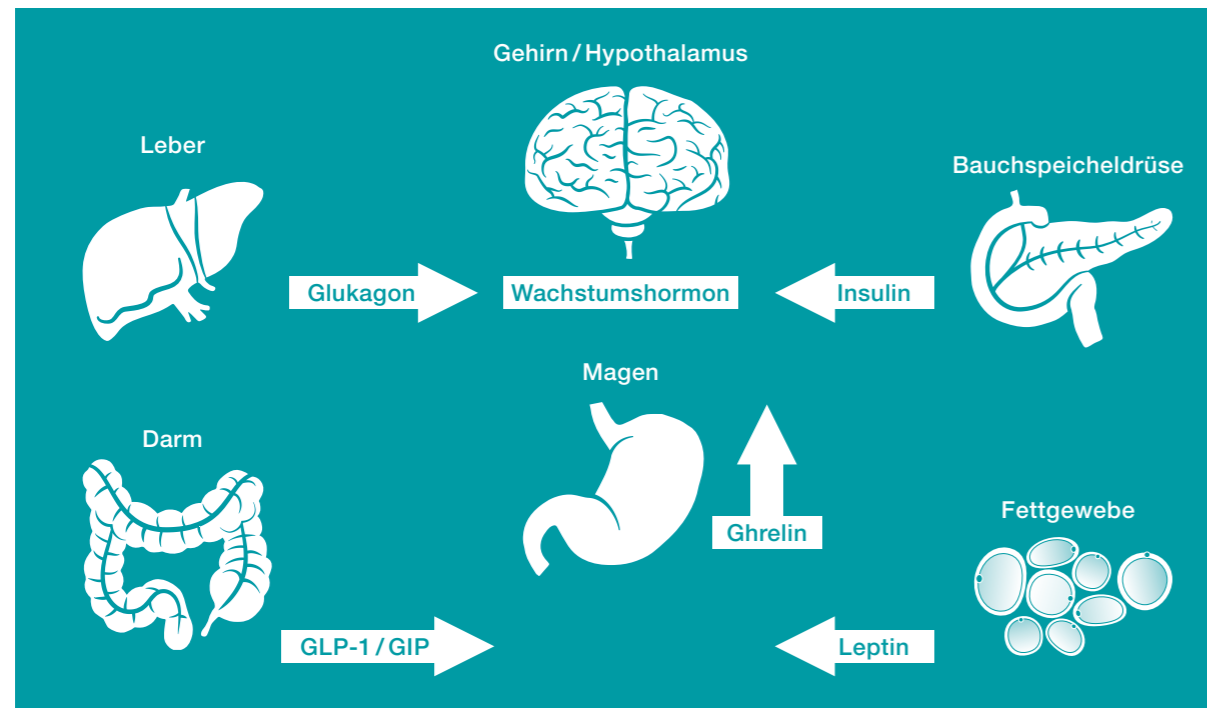 Gehirn / Hypothalamus
Leber
Bauchspeicheldrüse
Glukagon
Wachstumshormon
Insulin
Magen
Darm
Ghrelin
Fettgewebe
GLP-1 / GIP
Leptin